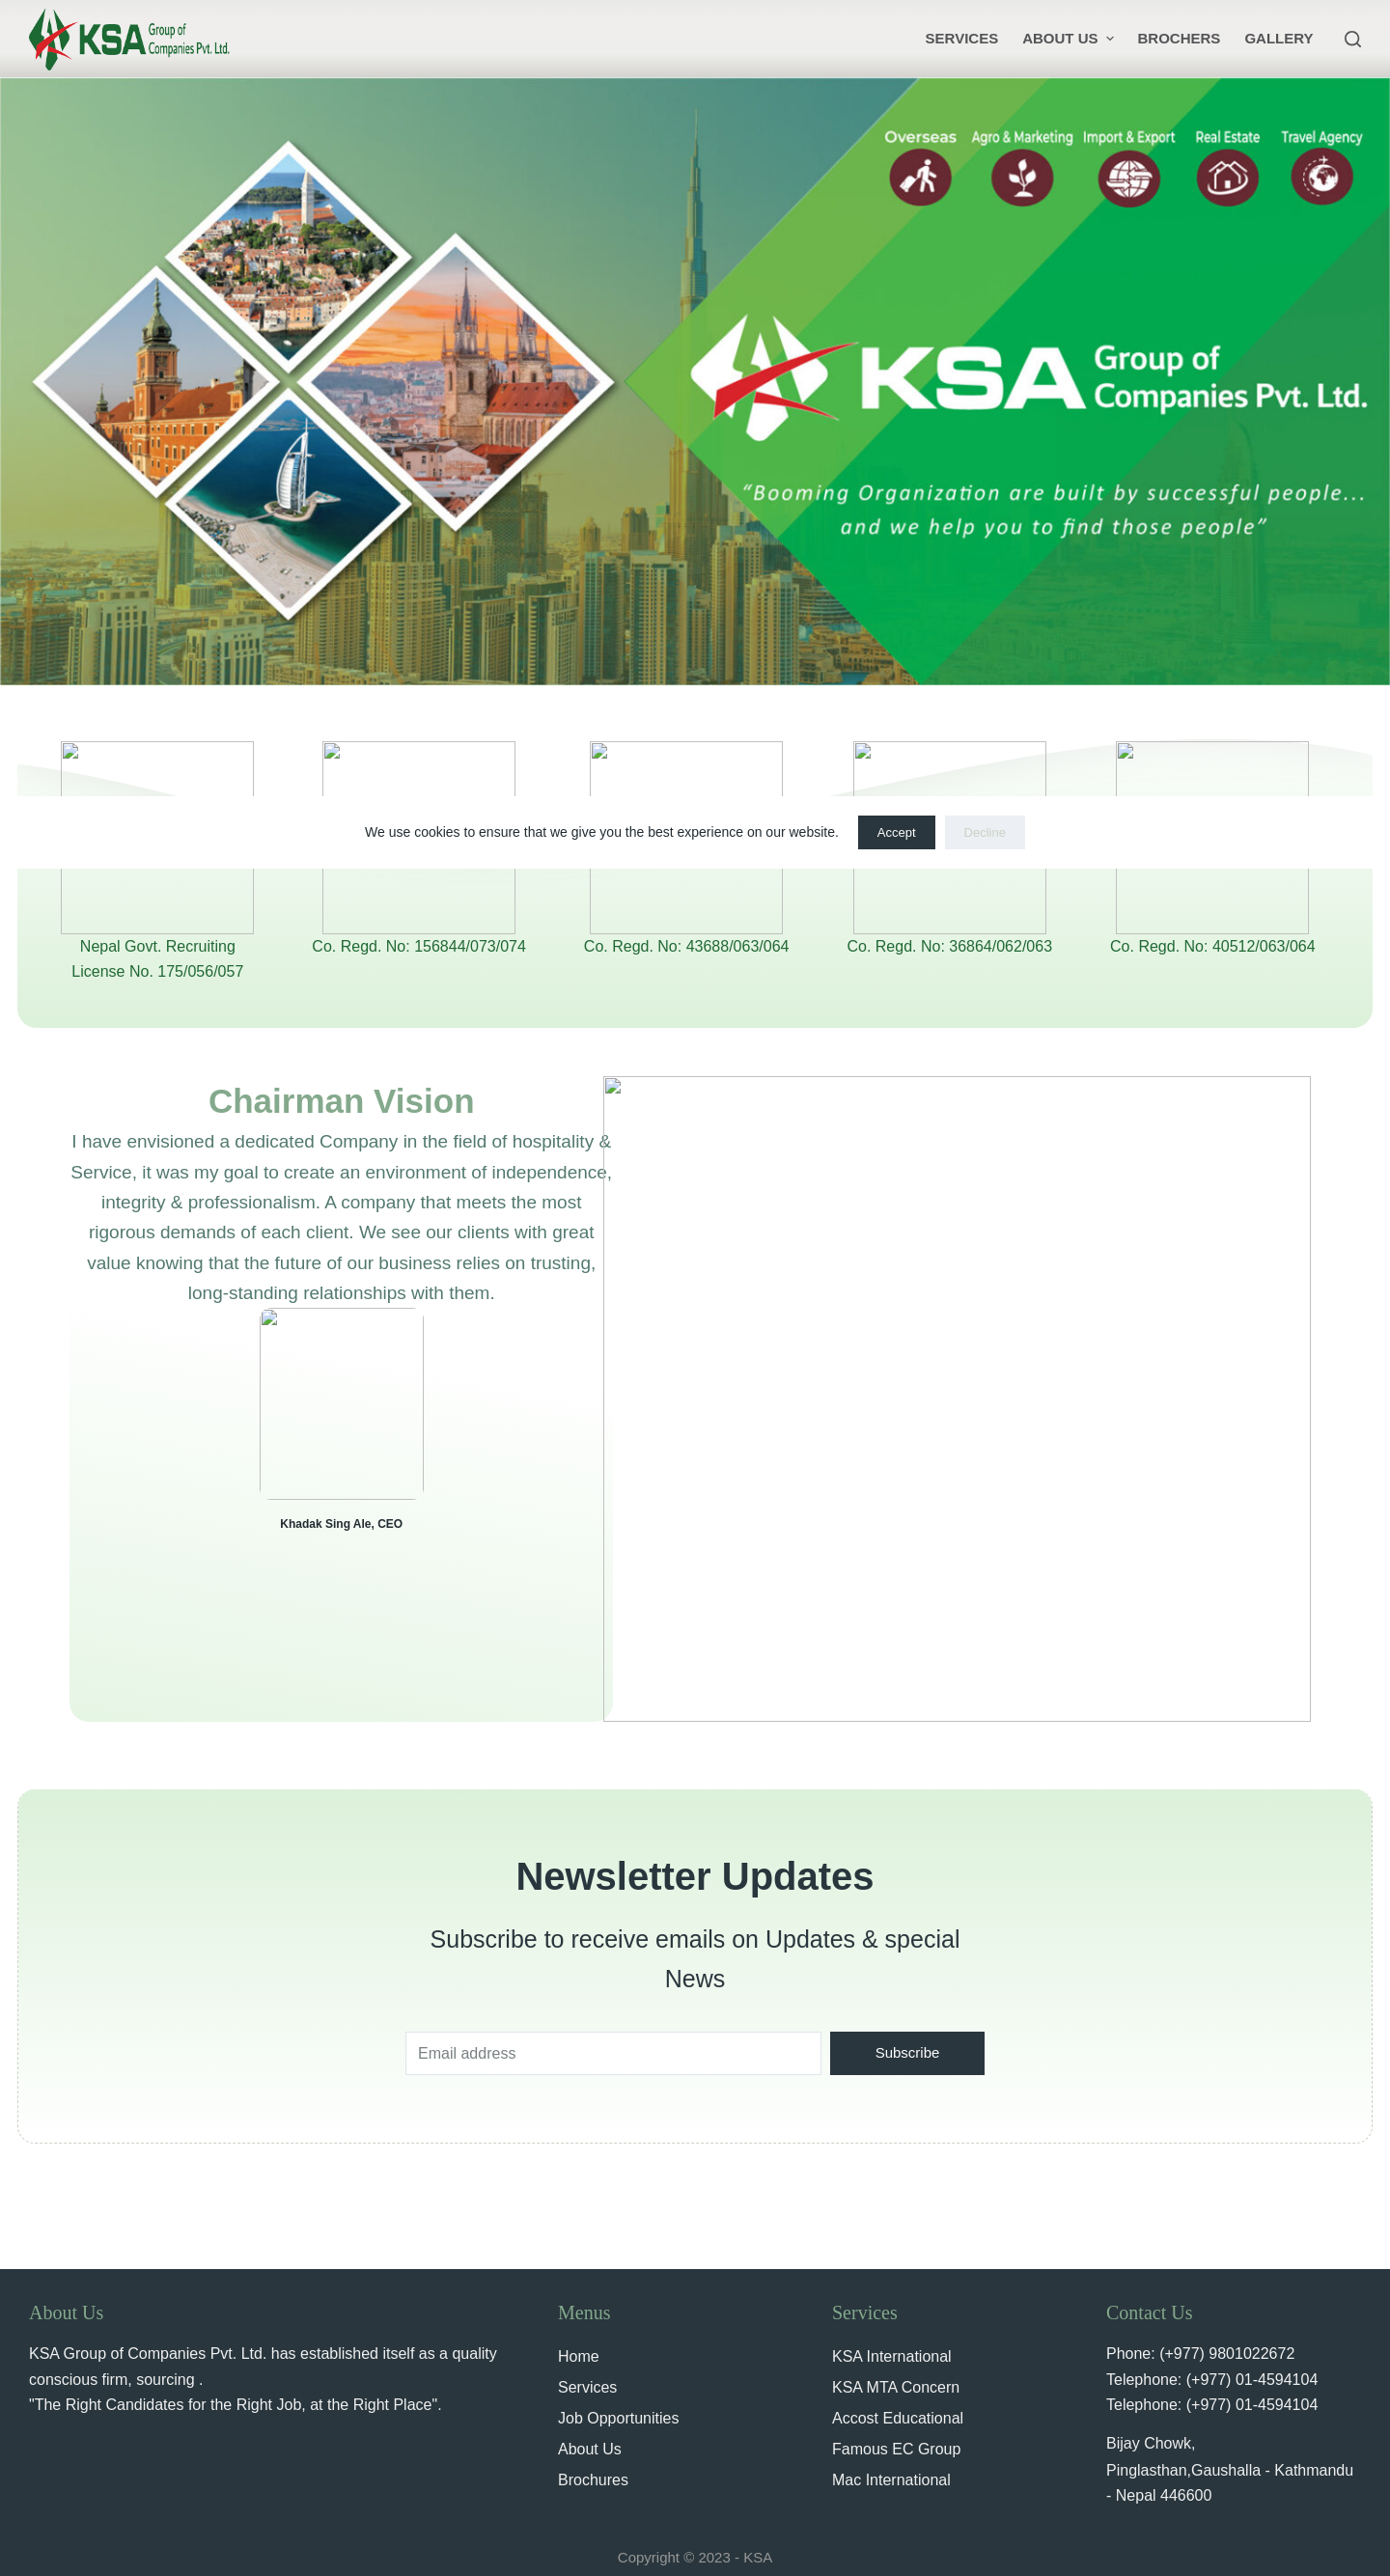 KSA Group of
Companies Pvt. Ltd.
SERVICES ABOUT US BROCHERS GALLERY
Overseas Agro & Marketing Import & Export Real Estate Travel Agency
KSA Group of
Companies Pvt. Ltd.
“Booming Organization are built by successful people...
and we help you to find those people”
We use cookies to ensure that we give you the best experience on our website. Accept Decline
Nepal Govt. Recruiting
License No. 175/056/057
Co. Regd. No: 156844/073/074
Co. Regd. No: 43688/063/064
Co. Regd. No: 36864/062/063
Co. Regd. No: 40512/063/064
Chairman Vision
I have envisioned a dedicated Company in the field of hospitality &
Service, it was my goal to create an environment of independence,
integrity & professionalism. A company that meets the most
rigorous demands of each client. We see our clients with great
value knowing that the future of our business relies on trusting,
long-standing relationships with them.
Khadak Sing Ale, CEO
Newsletter Updates
Subscribe to receive emails on Updates & special
News
Email address Subscribe
About Us
KSA Group of Companies Pvt. Ltd. has established itself as a quality
conscious firm, sourcing .
"The Right Candidates for the Right Job, at the Right Place".
Menus
Home
Services
Job Opportunities
About Us
Brochures
Services
KSA International
KSA MTA Concern
Accost Educational
Famous EC Group
Mac International
Contact Us
Phone: (+977) 9801022672
Telephone: (+977) 01-4594104
Telephone: (+977) 01-4594104
Bijay Chowk,
Pinglasthan,Gaushalla - Kathmandu
- Nepal 446600
Copyright © 2023 - KSA